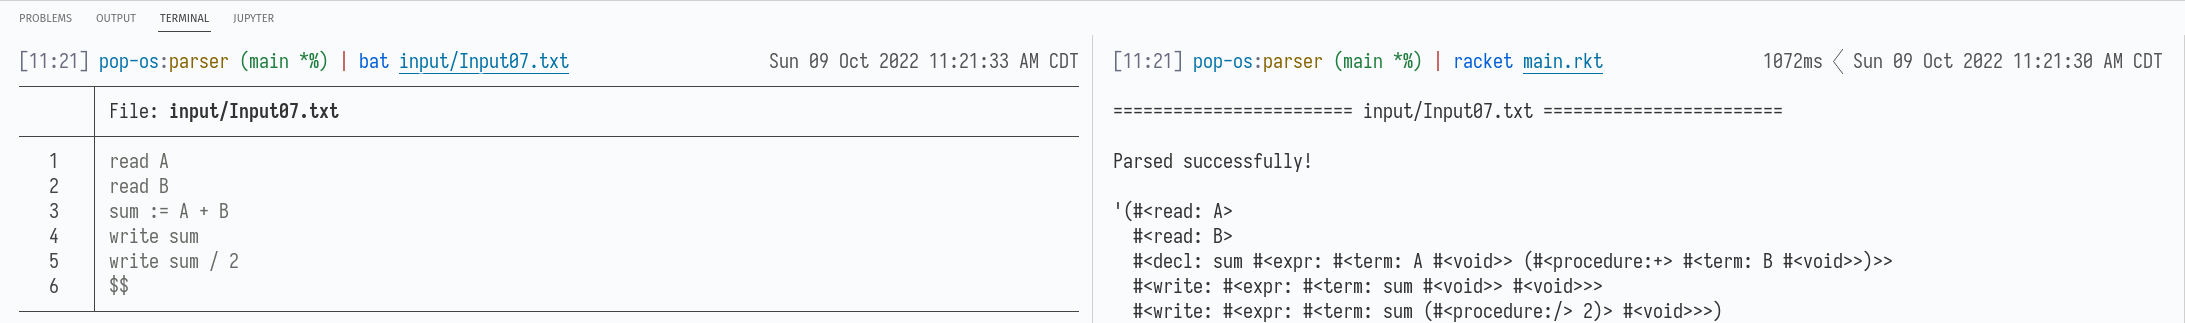 PROBLEMS OUTPUT TERMINAL JUPYTER
[11:21] pop-os:parser (main *%) | bat input/Input07.txt Sun 09 Oct 2022 11:21:33 AM CDT
File: input/Input07.txt
1 read A
2 read B
3 sum := A + B
4 write sum
5 write sum / 2
6 $$
[11:21] pop-os:parser (main *%) | racket main.rkt 1072ms < Sun 09 Oct 2022 11:21:30 AM CDT
======================== input/Input07.txt ========================
Parsed successfully!
'(#<read: A>
#<read: B>
#<decl: sum #<expr: #<term: A #<void>> (#<procedure:+> #<term: B #<void>>)>>
#<write: #<expr: #<term: sum #<void>> #<void>>>
#<write: #<expr: #<term: sum (#<procedure:/> 2)> #<void>>>)